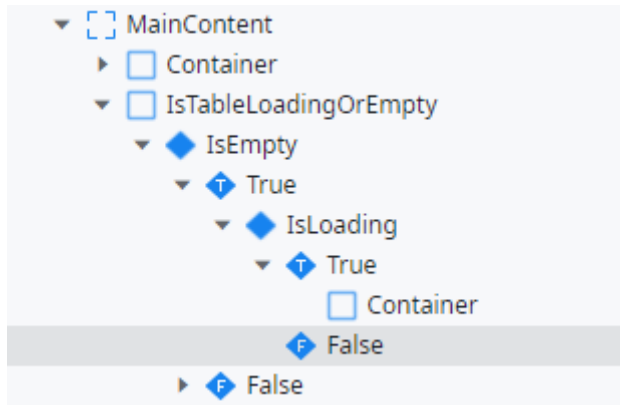 MainContent
Container
IsTableLoadingOrEmpty
IsEmpty
T True
IsLoading
T True
Container
F False
F False